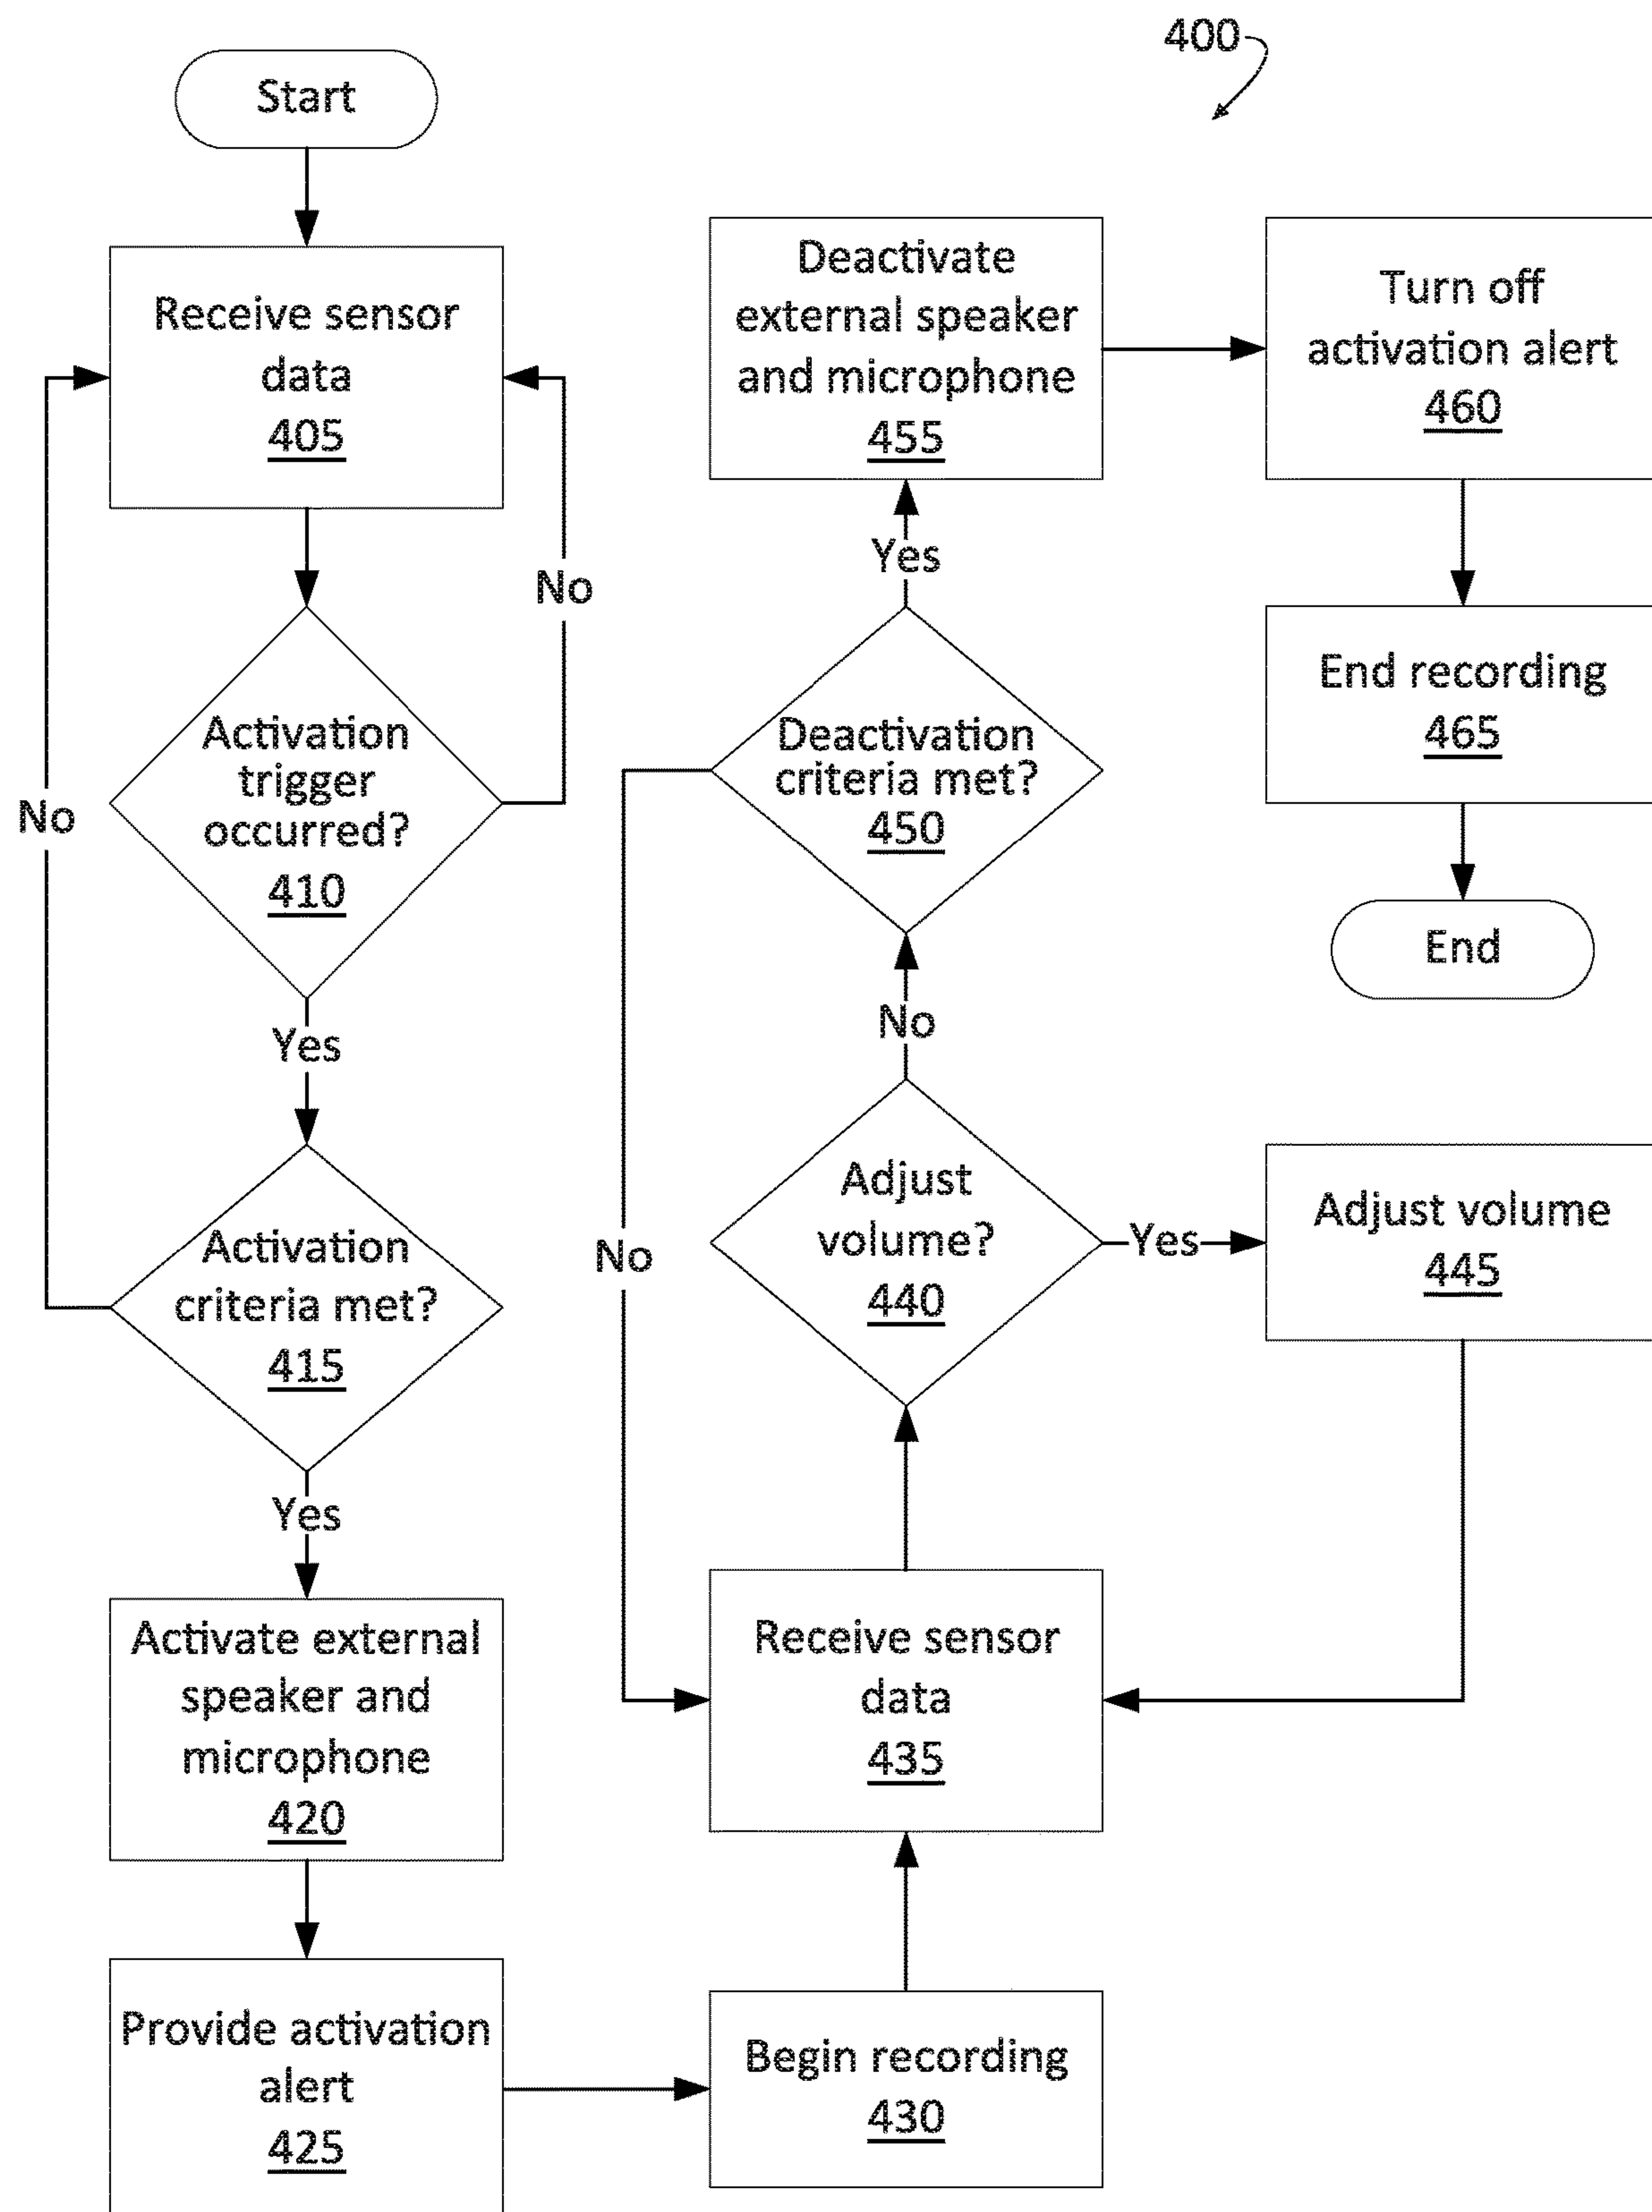 400
Start
Receive sensor
data
405
No
Activation
trigger
occurred?
410
No
Yes
Activation
criteria met?
415
Yes
Activate external
speaker and
microphone
420
Provide activation
alert
425
Begin recording
430
Receive sensor
data
435
Adjust
volume?
440
Yes
Adjust volume
445
No
Deactivation
criteria met?
450
No
Yes
Deactivate
external speaker
and microphone
455
Turn off
activation alert
460
End recording
465
End